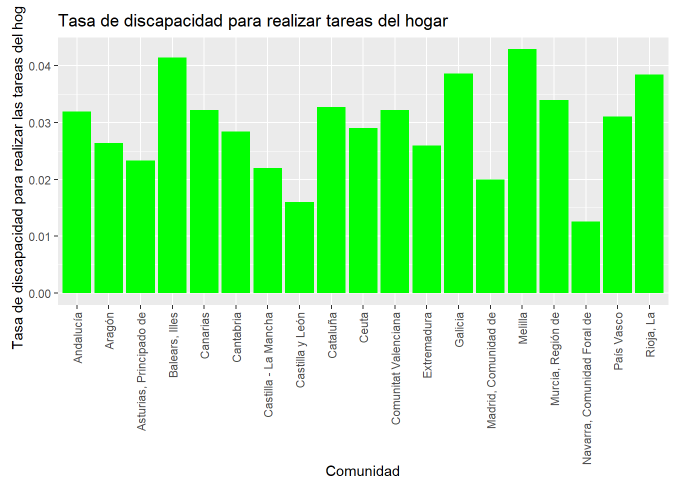 Tasa de discapacidad para realizar tareas del hogar
Tasa de discapacidad para realizar las tareas del hog
0.04
0.03
0.02
0.01
0.00
Andalucía
Aragón
Asturias, Principado de
Balears, Illes
Canarias
Cantabria
Castilla - La Mancha
Castilla y León
Cataluña
Ceuta
Comunitat Valenciana
Extremadura
Galicia
Madrid, Comunidad de
Melilla
Murcia, Región de
Navarra, Comunidad Foral de
País Vasco
Rioja, La
Comunidad